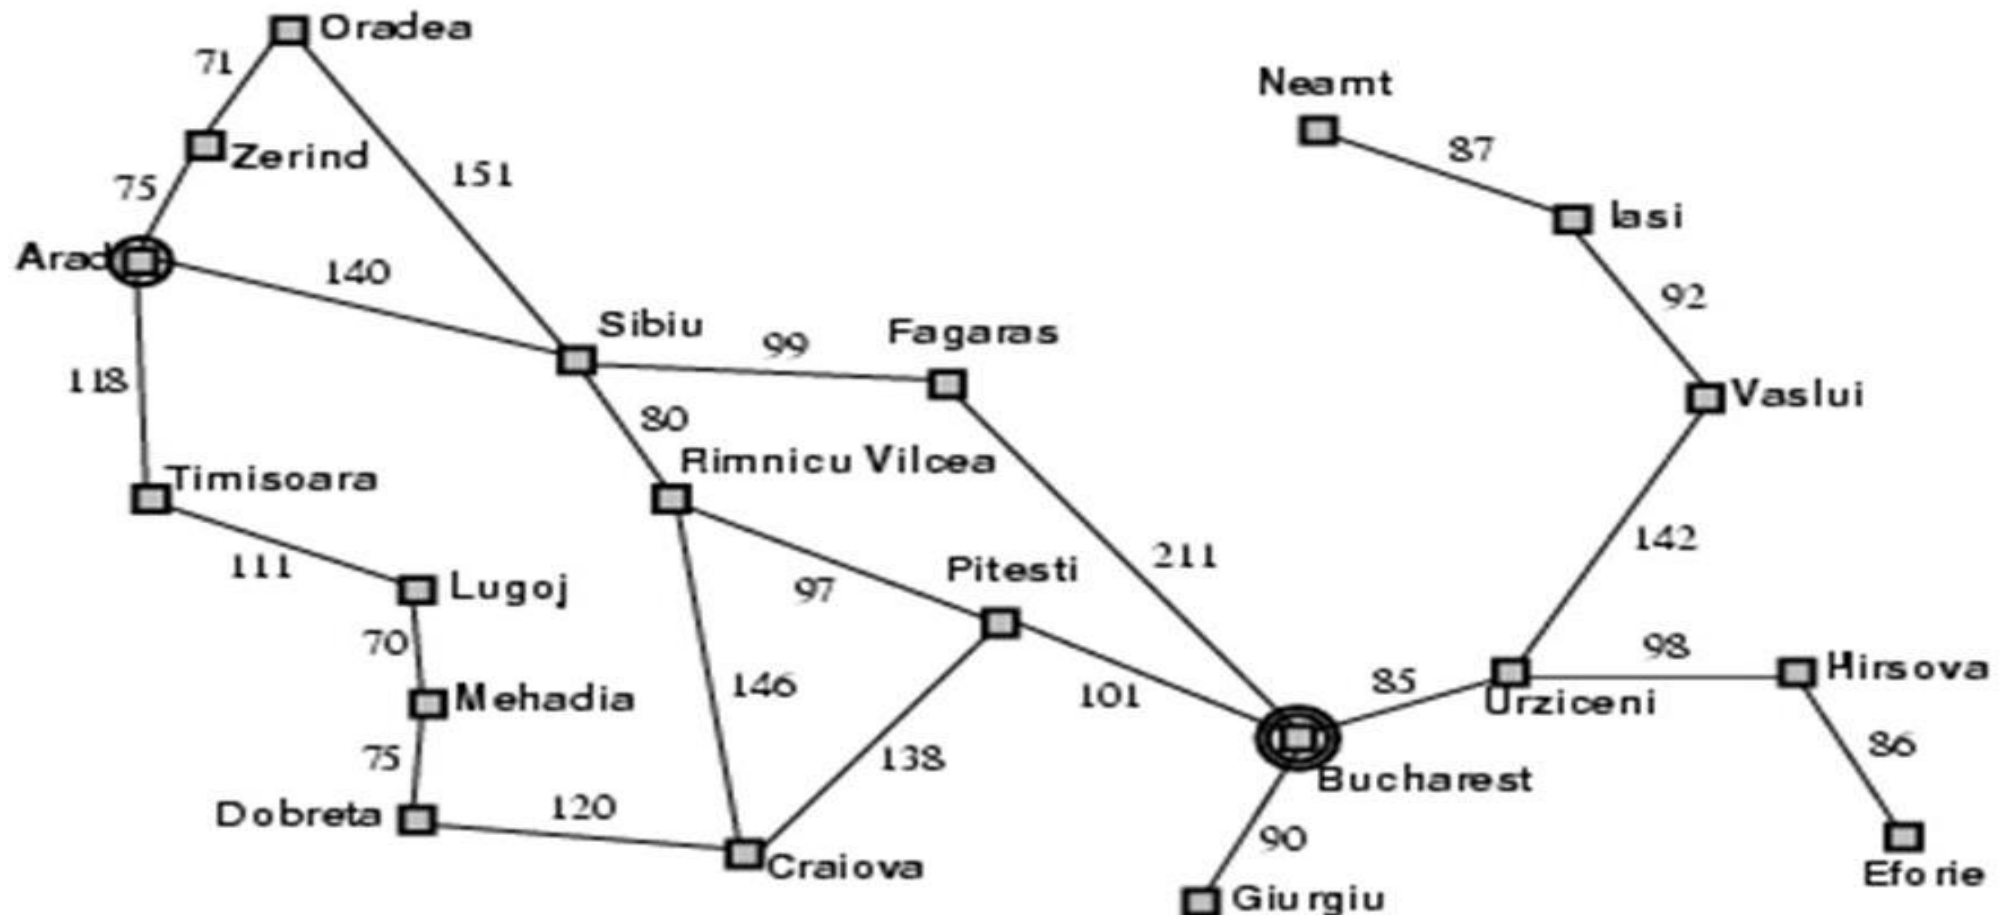 Oradea
71
Neamt
Zerind
87
151
75
Iasi
Arad
140
92
Sibiu
Fagaras
99
118
Vaslui
80
Rimnicu Vilcea
Timisoara
142
211
Pitesti
111
97
Lugoj
70
98
Hirsova
85
Mehadia
146
101
Urziceni
86
75
138
Bucharest
Dobreta
120
90
Craiova
Eforie
Giurgiu